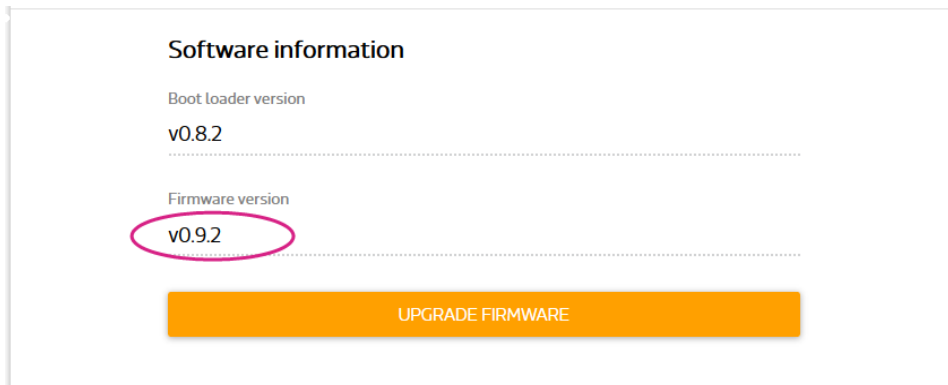 Software information
Boot loader version
v0.8.2
Firmware version
v0.9.2
UPGRADE FIRMWARE